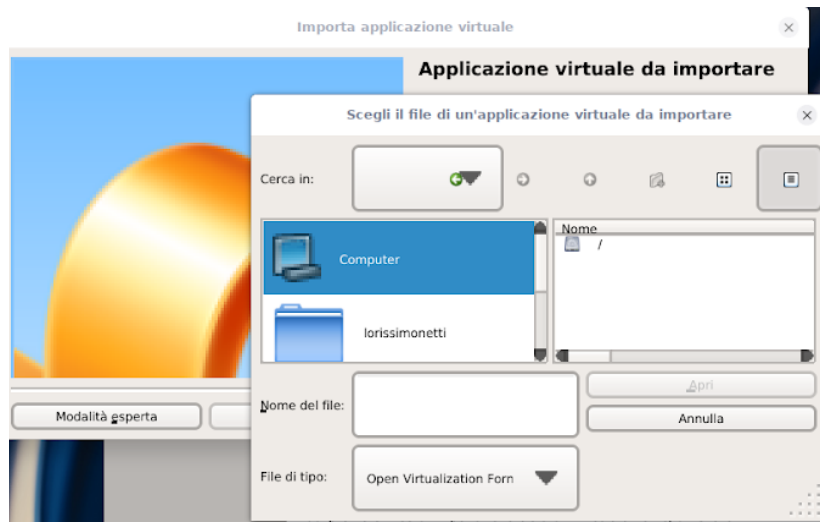 Importa applicazione virtuale
Applicazione virtuale da importare
Scegli il file di un'applicazione virtuale da importare
Cerca in:
Computer
lorissimonetti
Nome
/
Nome del file:
Apri
Annulla
Modalità esperta
File di tipo:
Open Virtualization Forn